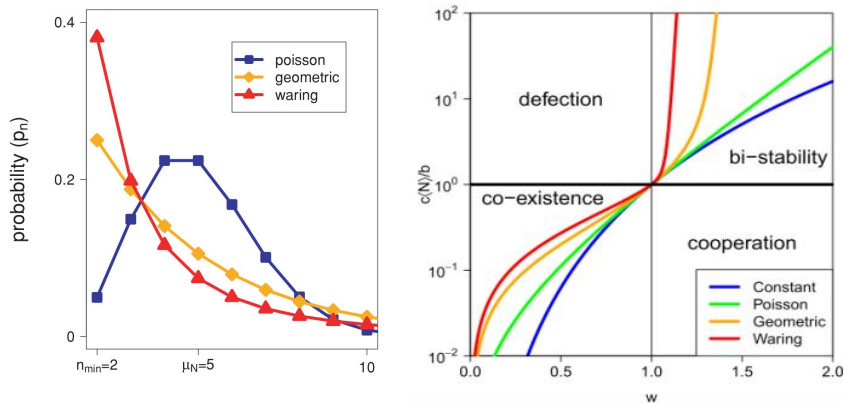 0.4
0.2
0
probability (pₙ)
poisson
geometric
waring
nₘᵢₙ=2
μ_N=5
10
10²
10¹
10⁰
10⁻¹
10⁻²
c(N)/b
defection
bi−stability
co−existence
cooperation
Constant
Poisson
Geometric
Waring
0.0
0.5
1.0
1.5
2.0
w